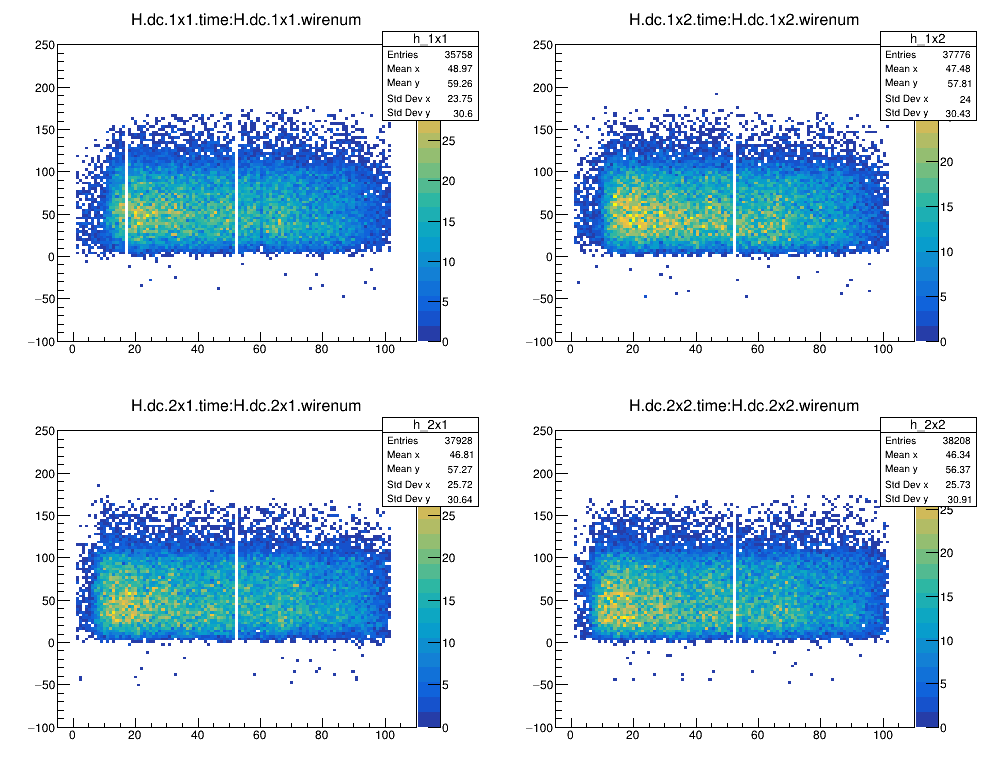 H.dc.1x1.time:H.dc.1x1.wirenum
h_1x1
Entries 35758
Mean x 48.97
Mean y 59.26
Std Dev x 23.75
Std Dev y 30.6
250
200
150
100
50
0
−50
−100
0 20 40 60 80 100
25
20
15
10
5
0
H.dc.1x2.time:H.dc.1x2.wirenum
h_1x2
Entries 37776
Mean x 47.48
Mean y 57.81
Std Dev x 24
Std Dev y 30.43
250
200
150
100
50
0
−50
−100
0 20 40 60 80 100
20
15
10
5
0
H.dc.2x1.time:H.dc.2x1.wirenum
h_2x1
Entries 37928
Mean x 46.81
Mean y 57.27
Std Dev x 25.72
Std Dev y 30.64
250
200
150
100
50
0
−50
−100
0 20 40 60 80 100
25
20
15
10
5
0
H.dc.2x2.time:H.dc.2x2.wirenum
h_2x2
Entries 38208
Mean x 46.34
Mean y 56.37
Std Dev x 25.73
Std Dev y 30.91
250
200
150
100
50
0
−50
−100
0 20 40 60 80 100
25
20
15
10
5
0